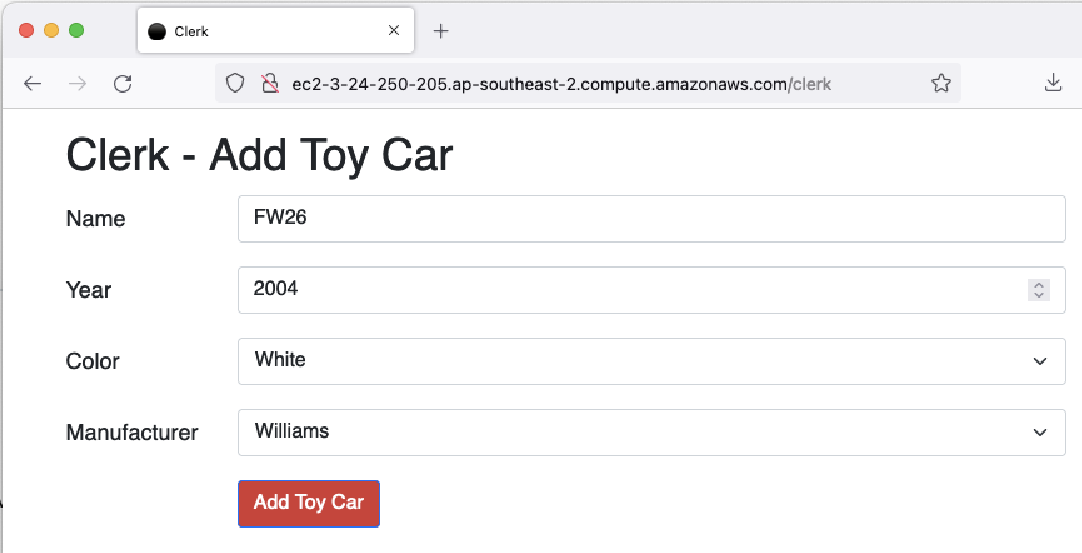 Clerk
ec2-3-24-250-205.ap-southeast-2.compute.amazonaws.com/clerk
Clerk - Add Toy Car
Name FW26
Year 2004
Color White
Manufacturer Williams
Add Toy Car